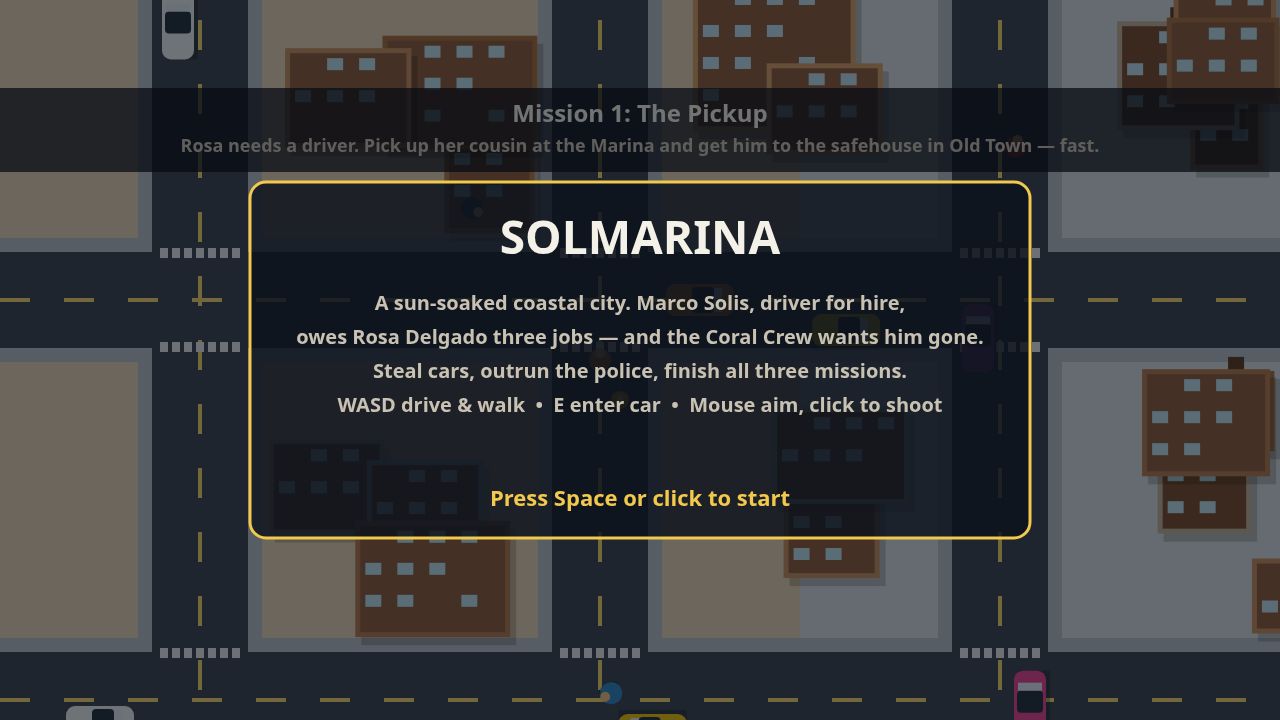 Mission 1: The Pickup
Rosa needs a driver. Pick up her cousin at the Marina and get him to the safehouse in Old Town — fast.
SOLMARINA
A sun-soaked coastal city. Marco Solis, driver for hire,
owes Rosa Delgado three jobs — and the Coral Crew wants him gone.
Steal cars, outrun the police, finish all three missions.
WASD drive & walk • E enter car • Mouse aim, click to shoot
Press Space or click to start